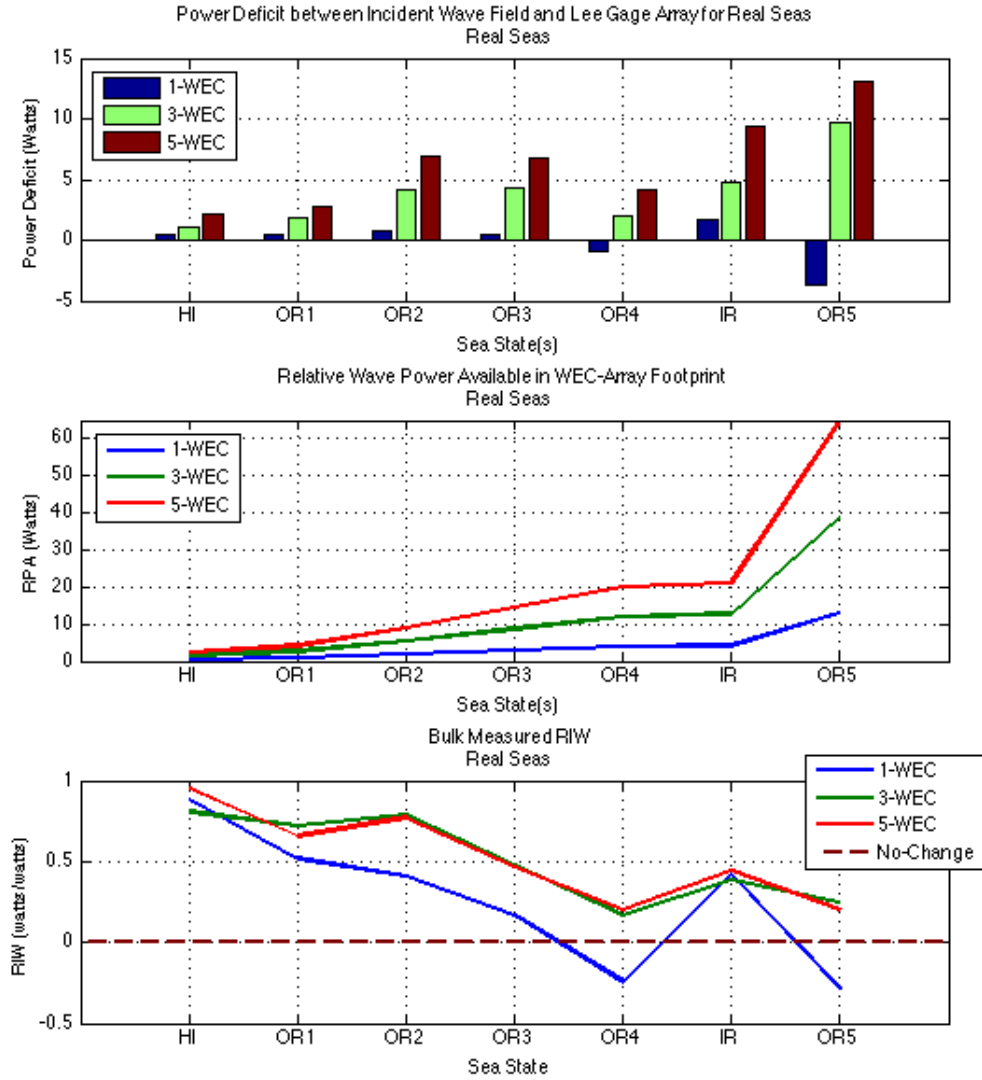 Power Deficit between Incident Wave Field and Lee Gage Array for Real Seas
Real Seas
15
10
5
0
-5
Power Deficit (Watts)
1-WEC
3-WEC
5-WEC
HI OR1 OR2 OR3 OR4 IR OR5
Sea State(s)
Relative Wave Power Available in WEC-Array Footprint
Real Seas
60
50
40
30
20
10
0
RPA (Watts)
1-WEC
3-WEC
5-WEC
HI OR1 OR2 OR3 OR4 IR OR5
Sea State(s)
Bulk Measured RIW
Real Seas
1
0.5
0
-0.5
RIW (watts/watts)
1-WEC
3-WEC
5-WEC
No-Change
HI OR1 OR2 OR3 OR4 IR OR5
Sea State